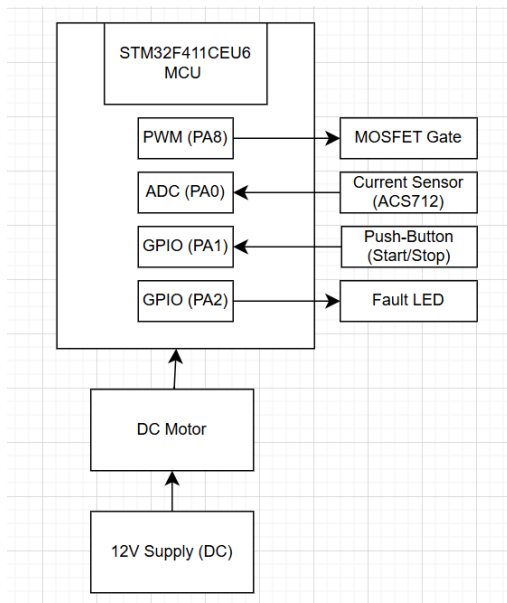 STM32F411CEU6
MCU
PWM (PA8)
MOSFET Gate
ADC (PA0)
Current Sensor
(ACS712)
GPIO (PA1)
Push-Button
(Start/Stop)
GPIO (PA2)
Fault LED
DC Motor
12V Supply (DC)